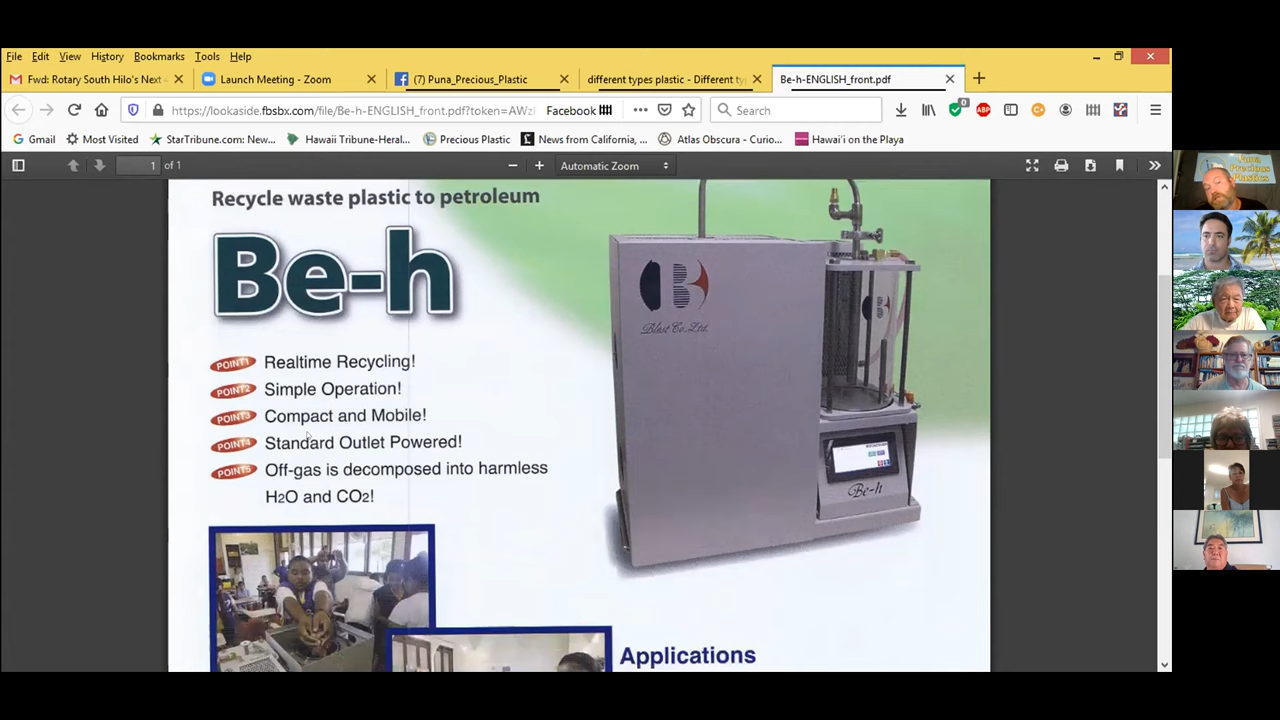 File Edit View History Bookmarks Tools Help
Fwd: Rotary South Hilo's Next
Launch Meeting - Zoom
(7) Puna_Precious_Plastic
different types plastic - Different ty
Be-h-ENGLISH_front.pdf
https://lookaside.fbsbx.com/file/Be-h-ENGLISH_front.pdf?token=AWz
Facebook
Search
0
ABP
Gmail
Most Visited
StarTribune.com: New...
Hawaii Tribune-Heral...
Precious Plastic
News from California, ...
Atlas Obscura - Curio...
Hawai'i on the Playa
1 of 1
Automatic Zoom
Puna
Precious
Plastics
Recycle waste plastic to petroleum
Be-h
B
Blest Co., Ltd.
POINT1 Realtime Recycling!
POINT2 Simple Operation!
POINT3 Compact and Mobile!
POINT4 Standard Outlet Powered!
POINT5 Off-gas is decomposed into harmless
H2O and CO2!
Be-h
Applications